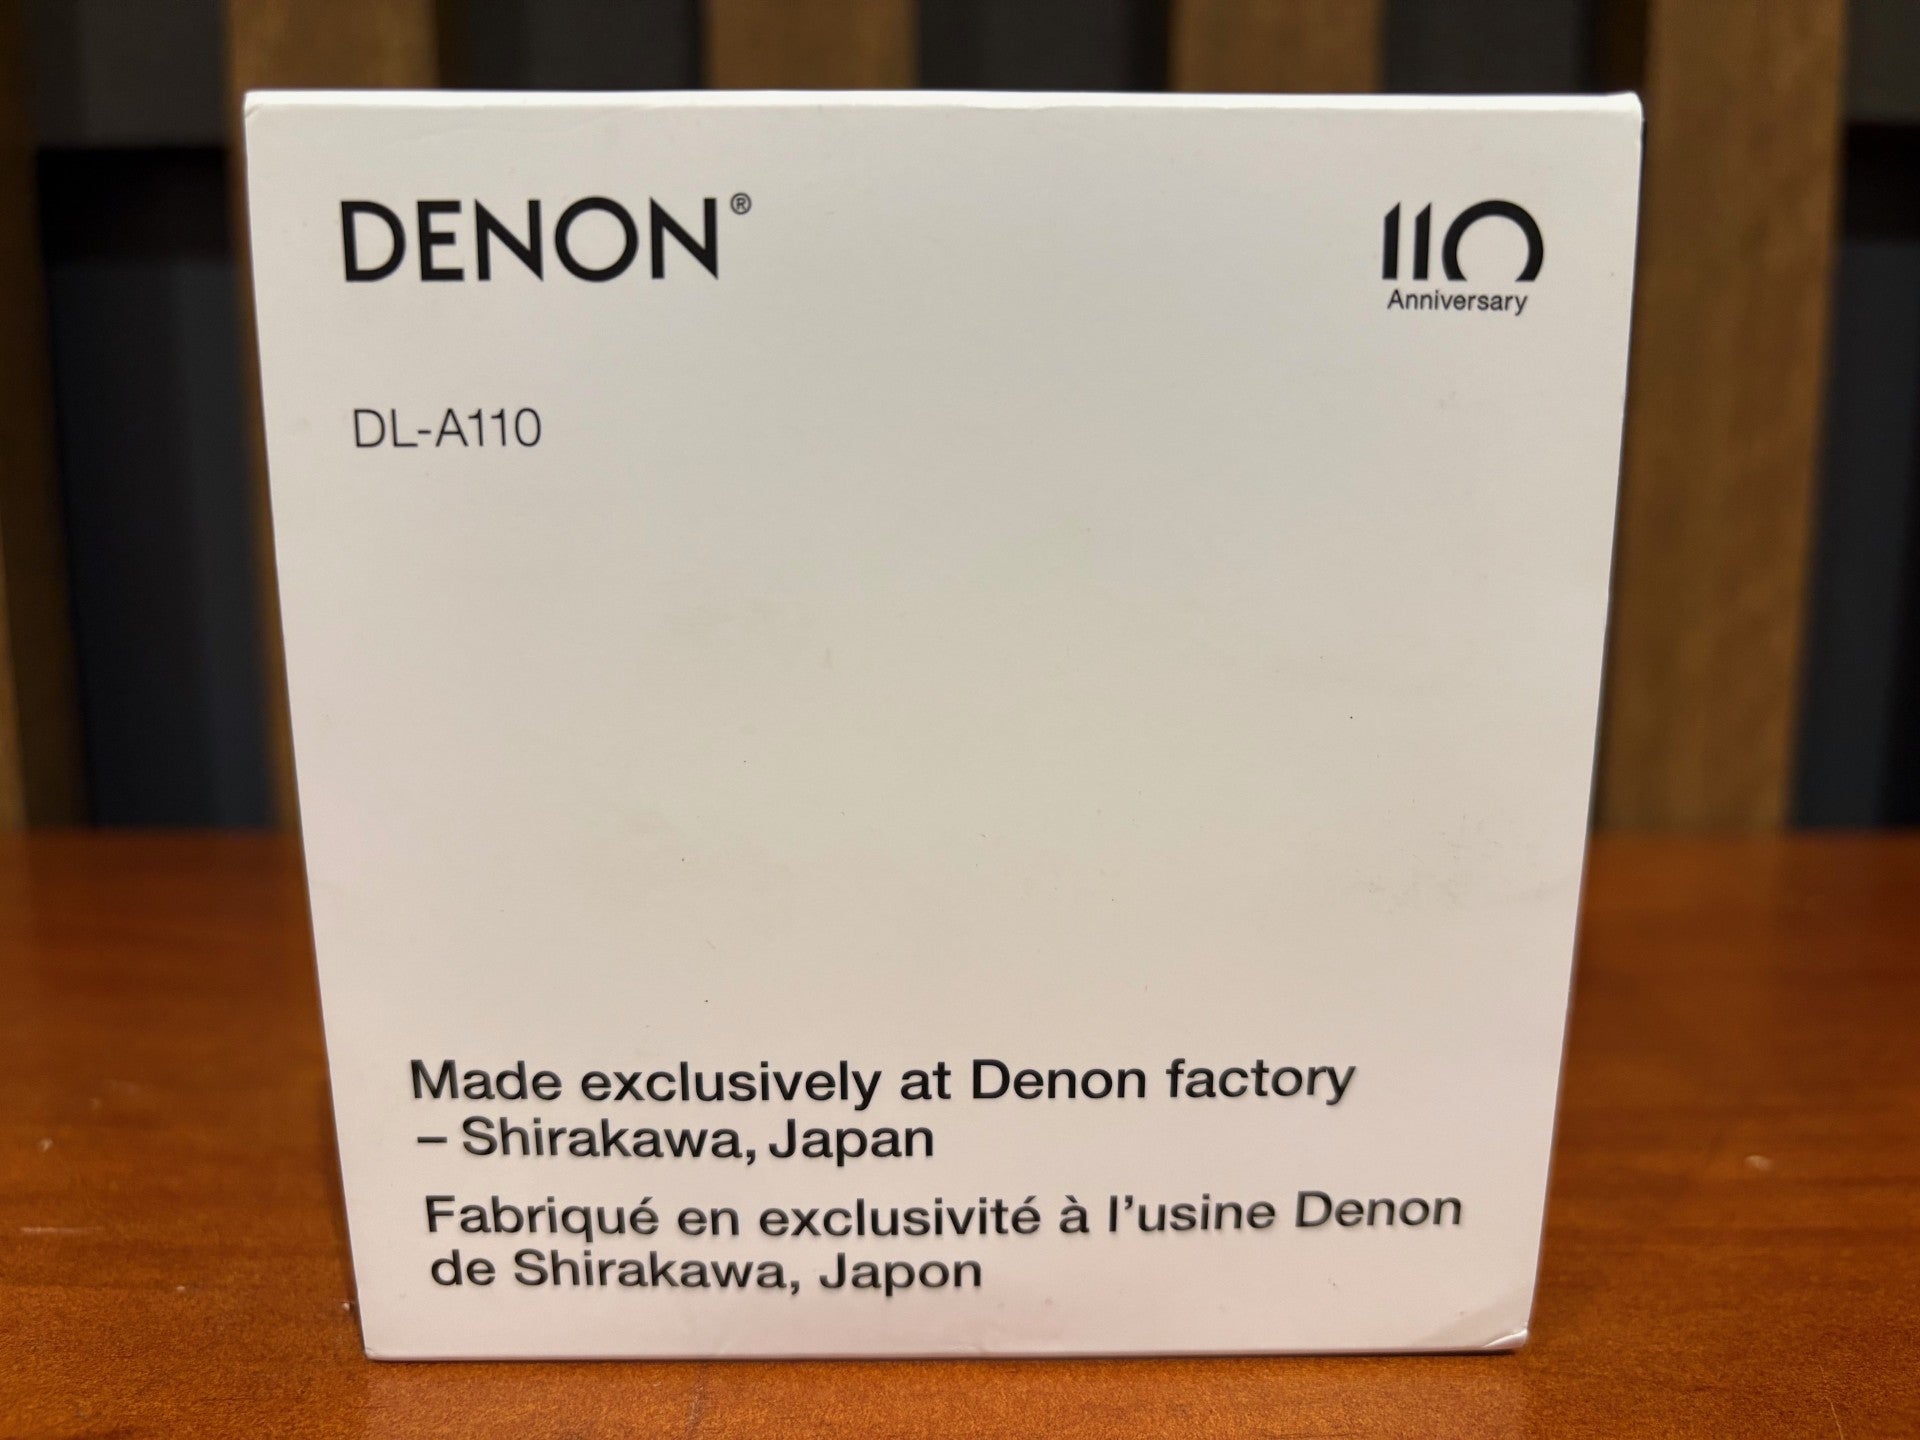 DENON®
110
Anniversary
DL-A110
Made exclusively at Denon factory
– Shirakawa, Japan
Fabriqué en exclusivité à l’usine Denon
de Shirakawa, Japon